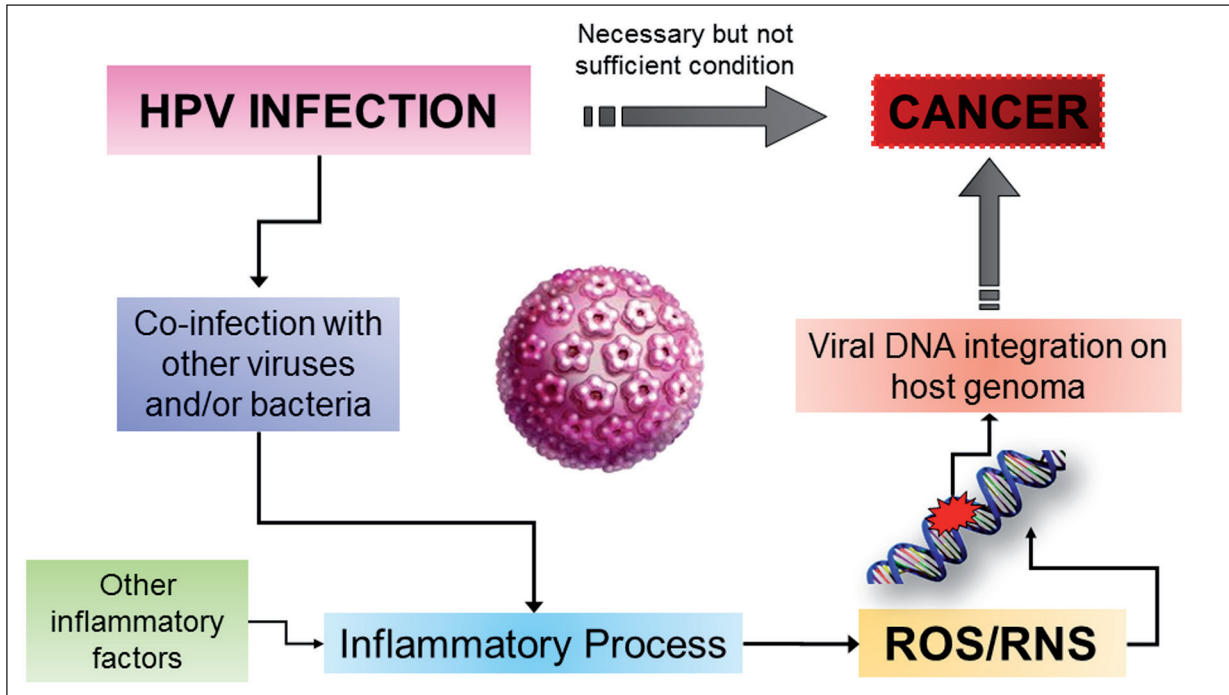 Necessary but not
sufficient condition
HPV INFECTION
CANCER
Co-infection with
other viruses
and/or bacteria
Viral DNA integration on
host genoma
Other
inflammatory
factors
Inflammatory Process
ROS/RNS